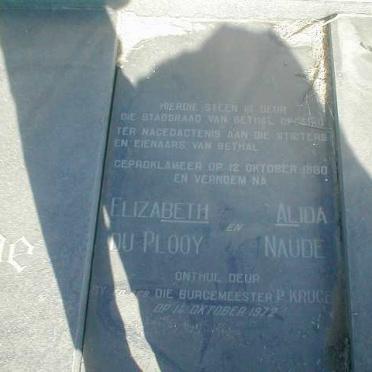 HIERDIE STEEN IS DEUR
DIE STADSRAAD VAN BETHAL OPGERIG
TER NAGEDAGTENIS AAN DIE STIGTERS
EN EIENAARS VAN BETHAL
GEPROKLAMEER OP 12 OKTOBER 1880
EN VERNOEM NA
ELIZABETH EN ALIDA
DU PLOOY NAUDE
ONTHUL DEUR
DIE BURGEMEESTER P. KRUGE
OP OKTOBER 1972